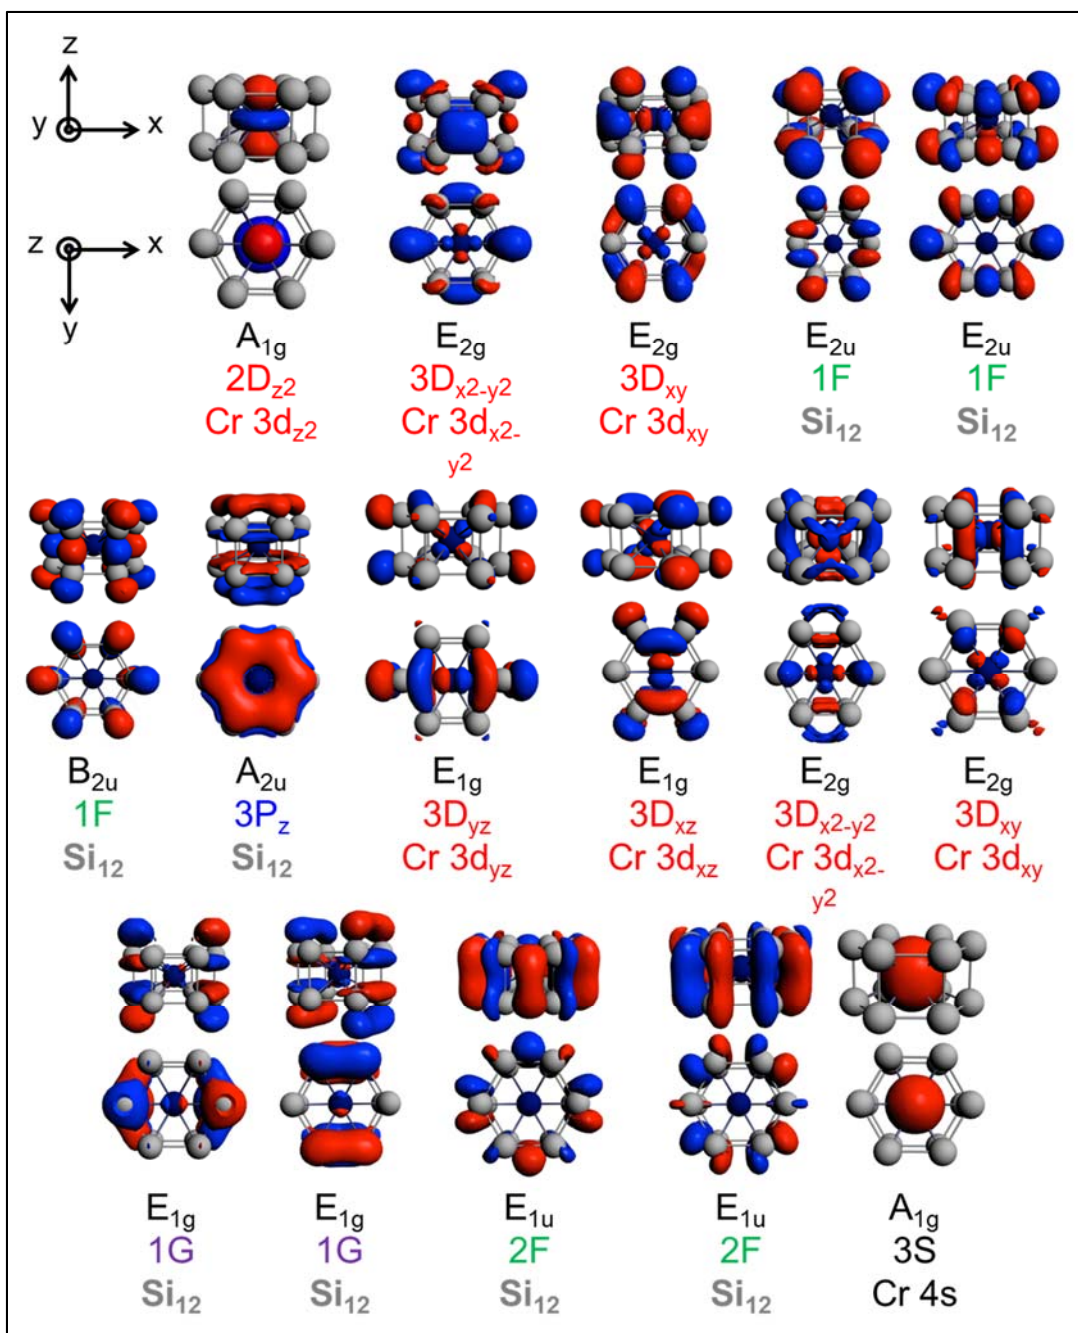 z
y x
z x
y
A1g E2g E2g E2u E2u
2Dz2 3Dx2-y2 3Dxy 1F 1F
Cr 3dz2 Cr 3dx2- Cr 3dxy Si12 Si12
y2
B2u A2u E1g E1g E2g E2g
1F 3Pz 3Dyz 3Dxz 3Dx2-y2 3Dxy
Si12 Si12 Cr 3dyz Cr 3dxz Cr 3dx2- Cr 3dxy
y2
E1g E1g E1u E1u A1g
1G 1G 2F 2F 3S
Si12 Si12 Si12 Si12 Cr 4s